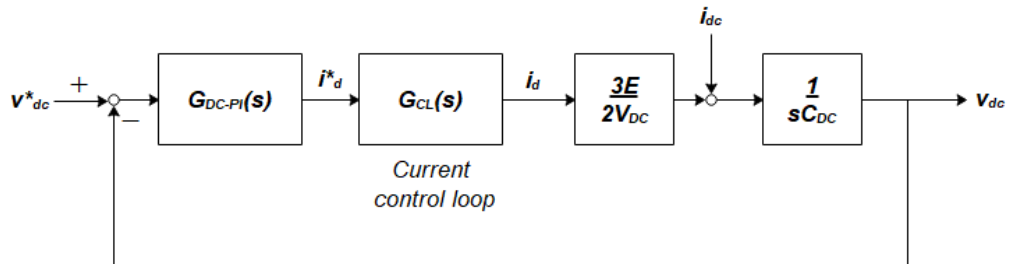 i_dc
i*_d
i_d
3E
2V_DC
1
sC_DC
+
v*_dc
−
G_DC-PI(s)
G_CL(s)
v_dc
Current
control loop